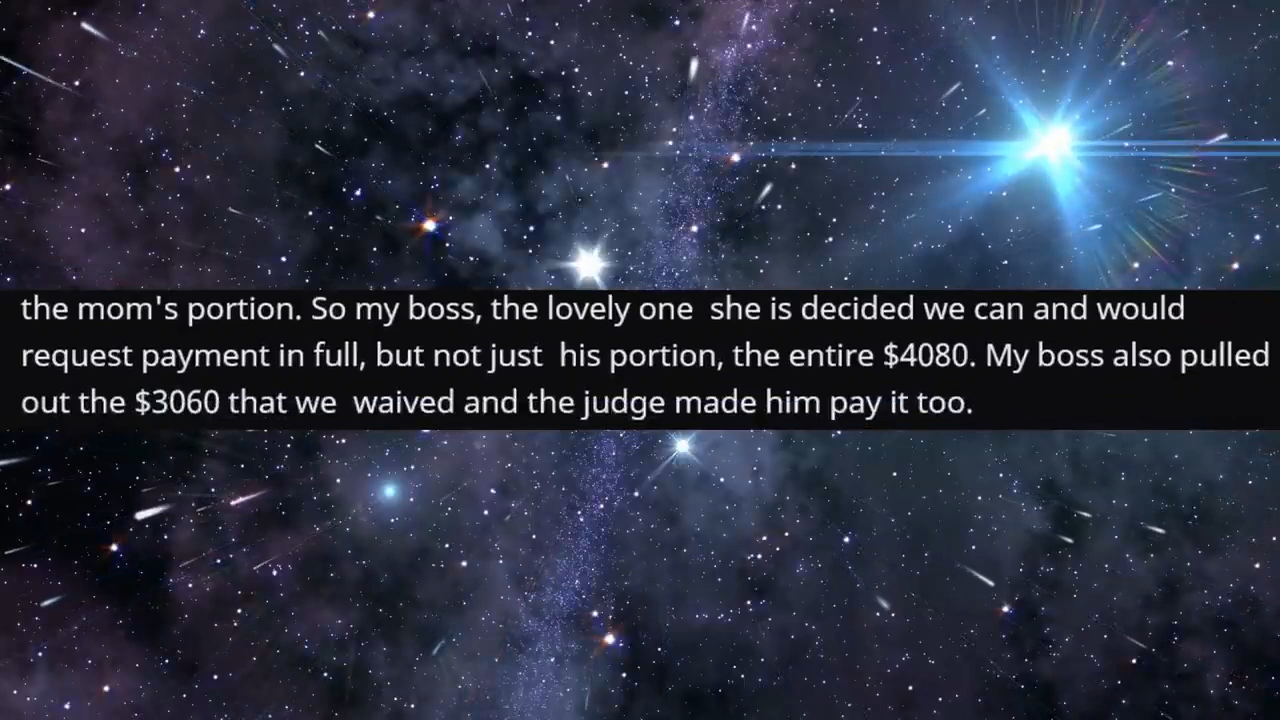 the mom's portion. So my boss, the lovely one  she is decided we can and would
request payment in full, but not just  his portion, the entire $4080. My boss also pulled
out the $3060 that we  waived and the judge made him pay it too.